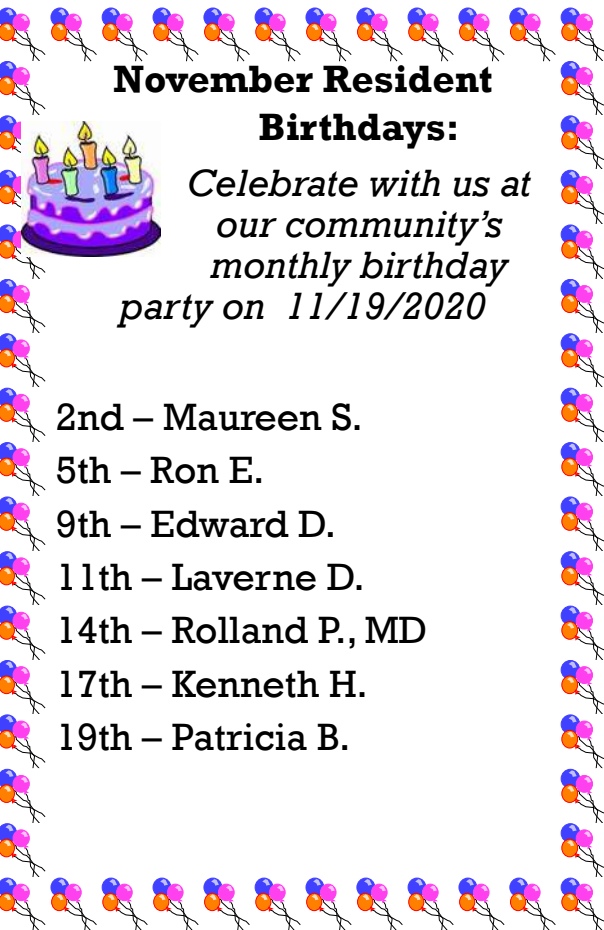 November Resident
Birthdays:
Celebrate with us at
our community’s
monthly birthday
party on 11/19/2020
2nd – Maureen S.
5th – Ron E.
9th – Edward D.
11th – Laverne D.
14th – Rolland P., MD
17th – Kenneth H.
19th – Patricia B.